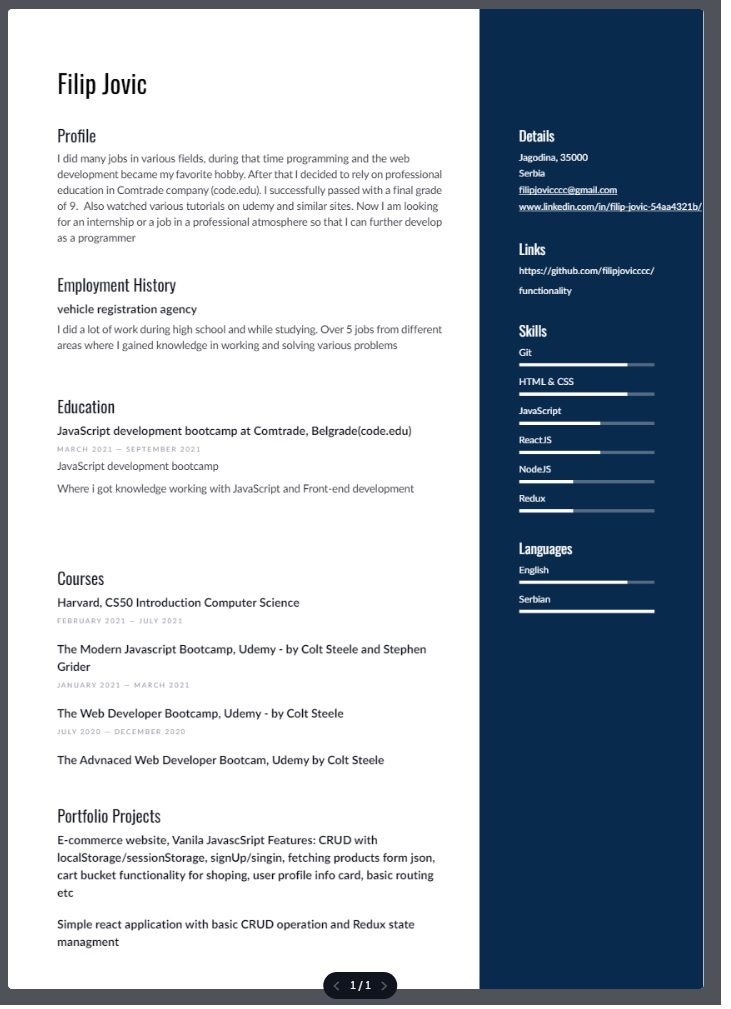 Filip Jovic
Profile
I did many jobs in various fields, during that time programming and the web
development became my favorite hobby. After that I decided to rely on professional
education in Comtrade company (code.edu). I successfully passed with a final grade
of 9.  Also watched various tutorials on udemy and similar sites. Now I am looking
for an internship or a job in a professional atmosphere so that I can further develop
as a programmer
Employment History
vehicle registration agency
I did a lot of work during high school and while studying. Over 5 jobs from different
areas where I gained knowledge in working and solving various problems
Education
JavaScript development bootcamp at Comtrade, Belgrade(code.edu)
MARCH 2021 — SEPTEMBER 2021
JavaScript development bootcamp
Where i got knowledge working with JavaScript and Front-end development
Courses
Harvard, CS50 Introduction Computer Science
FEBRUARY 2021 — JULY 2021
The Modern Javascript Bootcamp, Udemy - by Colt Steele and Stephen
Grider
JANUARY 2021 — MARCH 2021
The Web Developer Bootcamp, Udemy - by Colt Steele
JULY 2020 — DECEMBER 2020
The Advnaced Web Developer Bootcam, Udemy by Colt Steele
Portfolio Projects
E-commerce website, Vanila JavascSript Features: CRUD with
localStorage/sessionStorage, signUp/singin, fetching products form json,
cart bucket functionality for shoping, user profile info card, basic routing
etc
Simple react application with basic CRUD operation and Redux state
managment
Details
Jagodina, 35000
Serbia
filipjovicccc@gmail.com
www.linkedin.com/in/filip-jovic-54aa4321b/
Links
https://github.com/filipjovicccc/
functionality
Skills
Git
HTML & CSS
JavaScript
ReactJS
NodeJS
Redux
Languages
English
Serbian
1 / 1